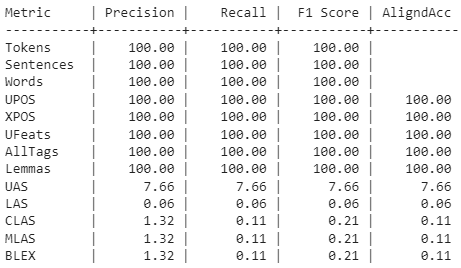 Metric     | Precision |    Recall |  F1 Score | AligndAcc
-----------+-----------+-----------+-----------+-----------
Tokens     |    100.00 |    100.00 |    100.00 |
Sentences  |    100.00 |    100.00 |    100.00 |
Words      |    100.00 |    100.00 |    100.00 |
UPOS       |    100.00 |    100.00 |    100.00 |    100.00
XPOS       |    100.00 |    100.00 |    100.00 |    100.00
UFeats     |    100.00 |    100.00 |    100.00 |    100.00
AllTags    |    100.00 |    100.00 |    100.00 |    100.00
Lemmas     |    100.00 |    100.00 |    100.00 |    100.00
UAS        |      7.66 |      7.66 |      7.66 |      7.66
LAS        |      0.06 |      0.06 |      0.06 |      0.06
CLAS       |      1.32 |      0.11 |      0.21 |      0.11
MLAS       |      1.32 |      0.11 |      0.21 |      0.11
BLEX       |      1.32 |      0.11 |      0.21 |      0.11